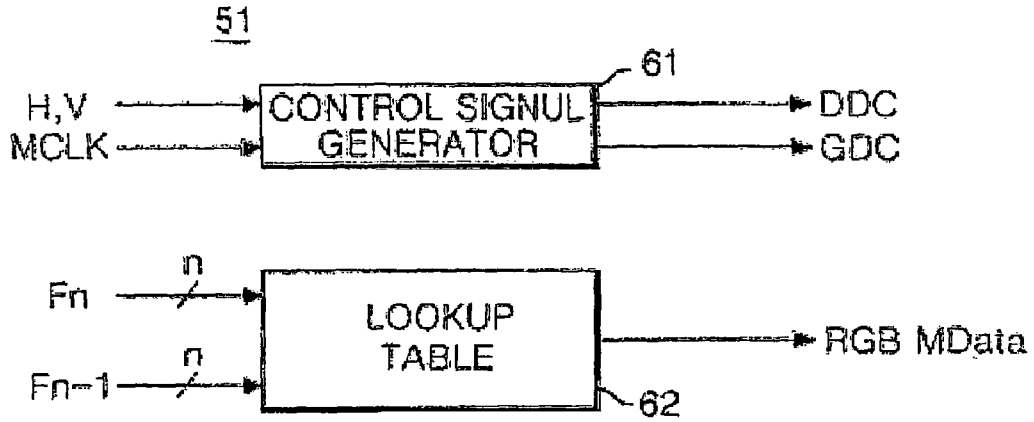 51
61
H,V
CONTROL SIGNUL
DDC
MCLK
GENERATOR
GDC
n
Fn
LOOKUP
TABLE
RGB MData
n
Fn-1
62